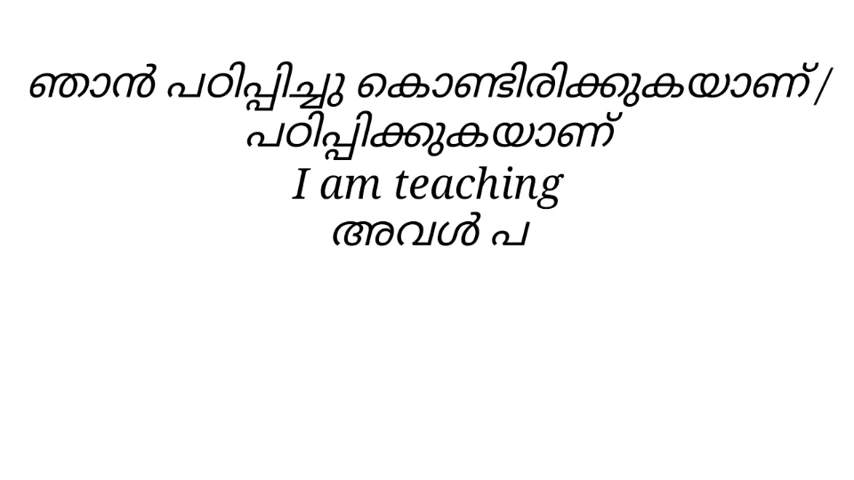 ഞാൻ പഠിപ്പിച്ചു കൊണ്ടിരിക്കുകയാണ്/
പഠിപ്പിക്കുകയാണ്
I am teaching
അവൾ പ